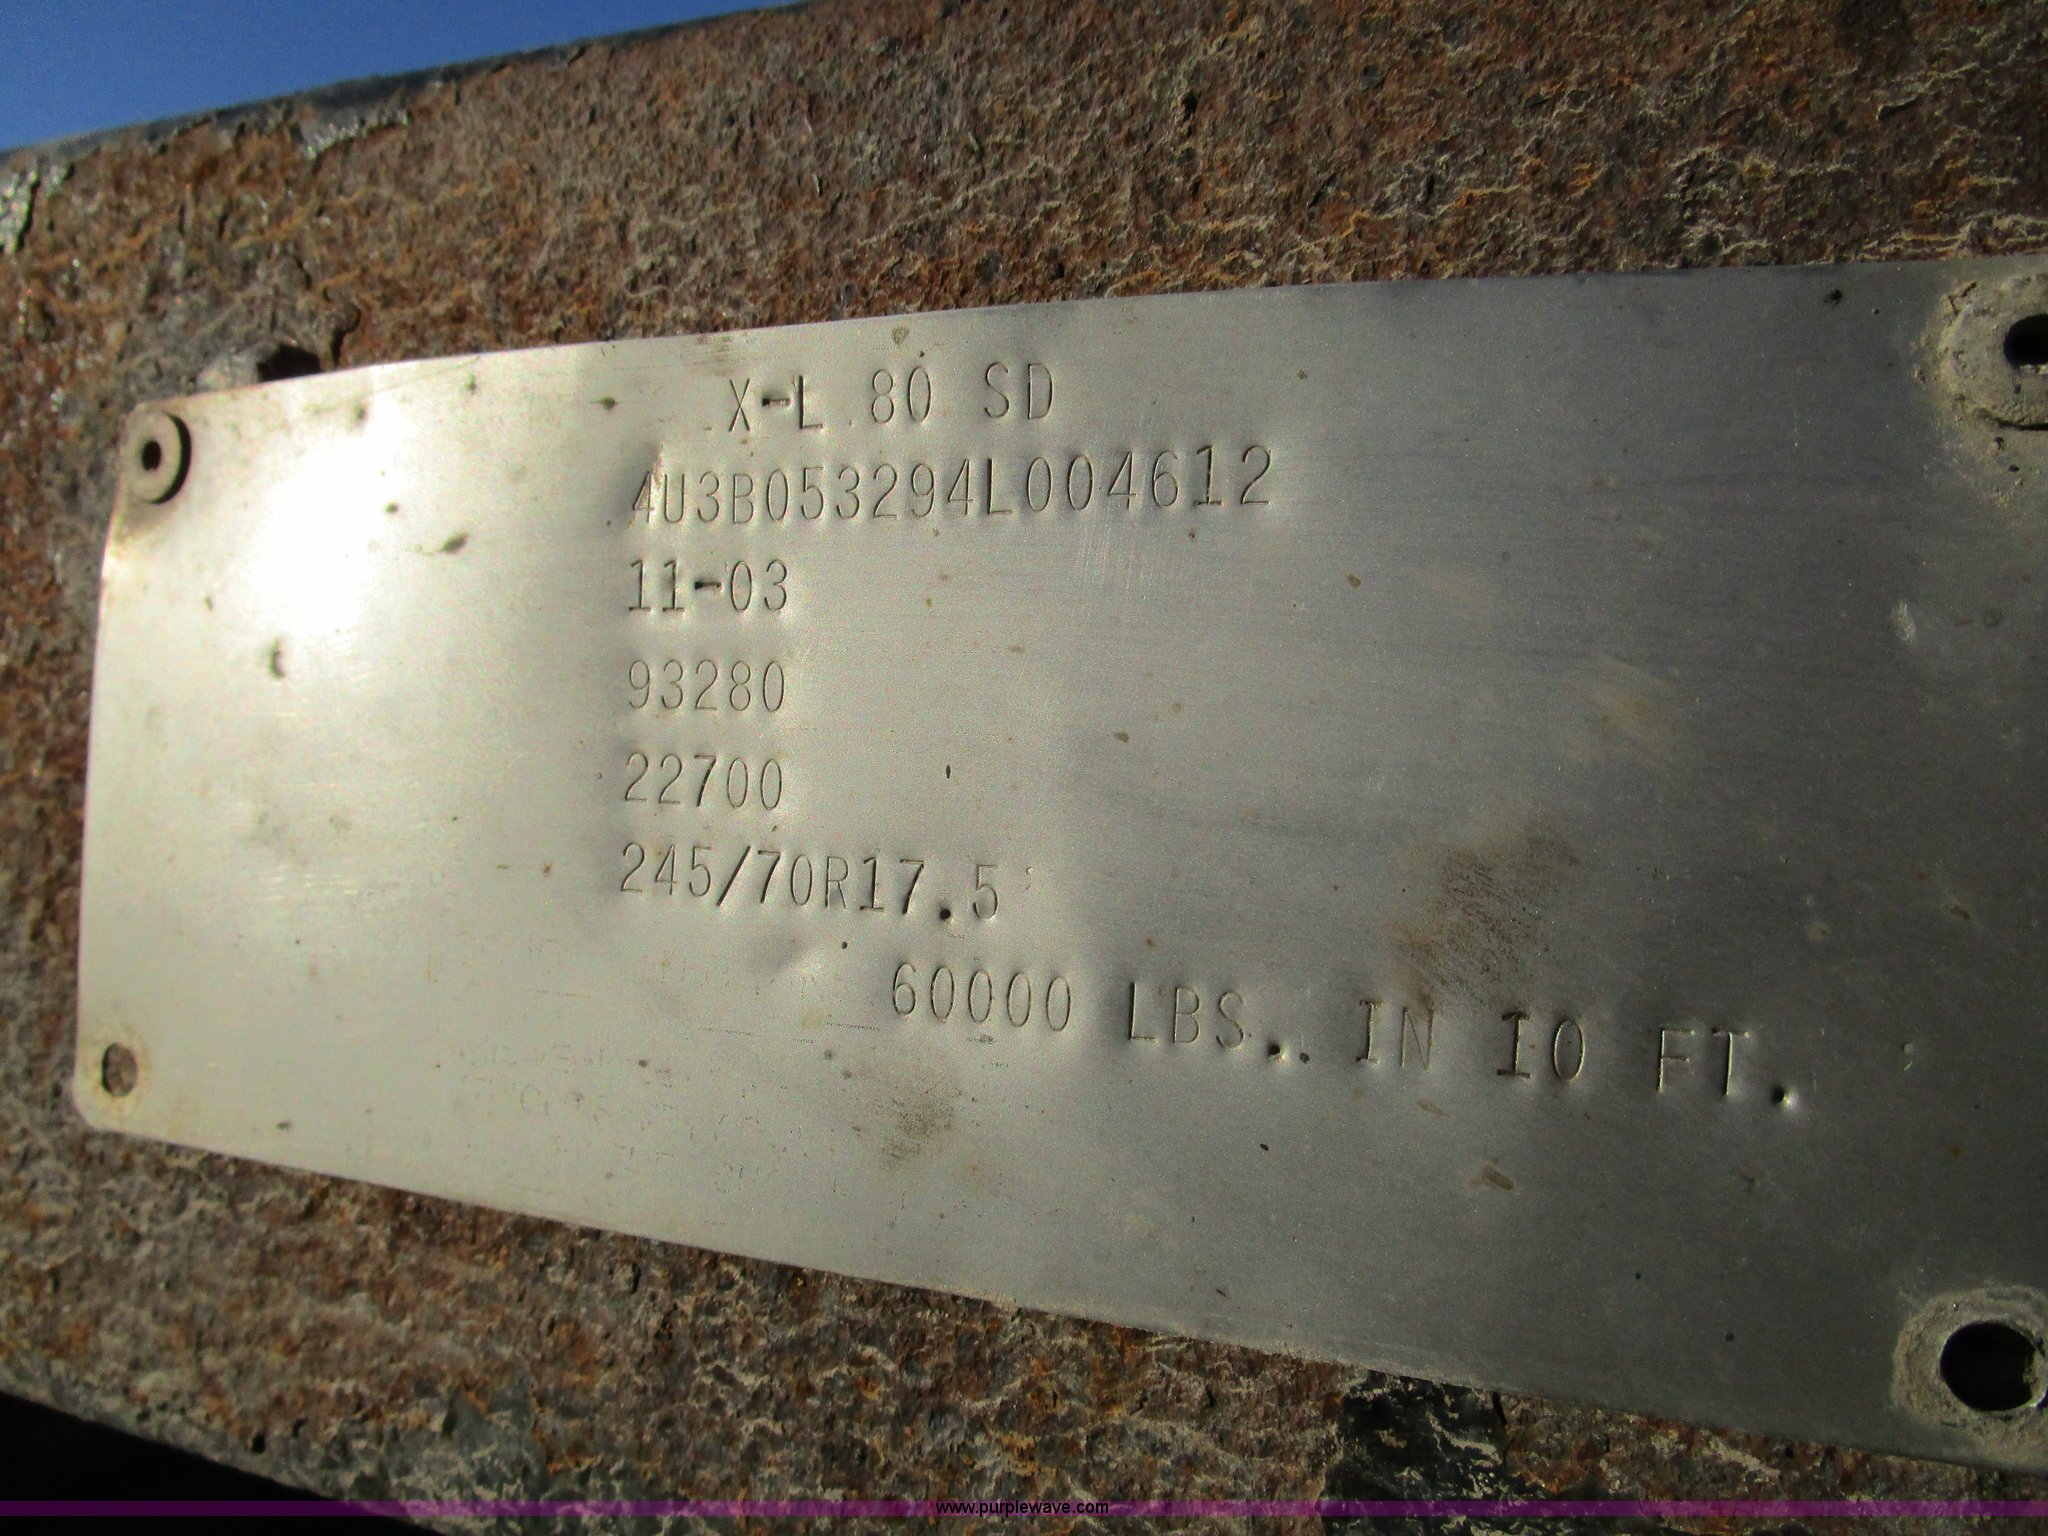 X-L 80 SD
4U3B053294L004612
11-03
93280
22700
245/70R17.5
60000 LBS.. IN 10 FT.
www.purplewave.com